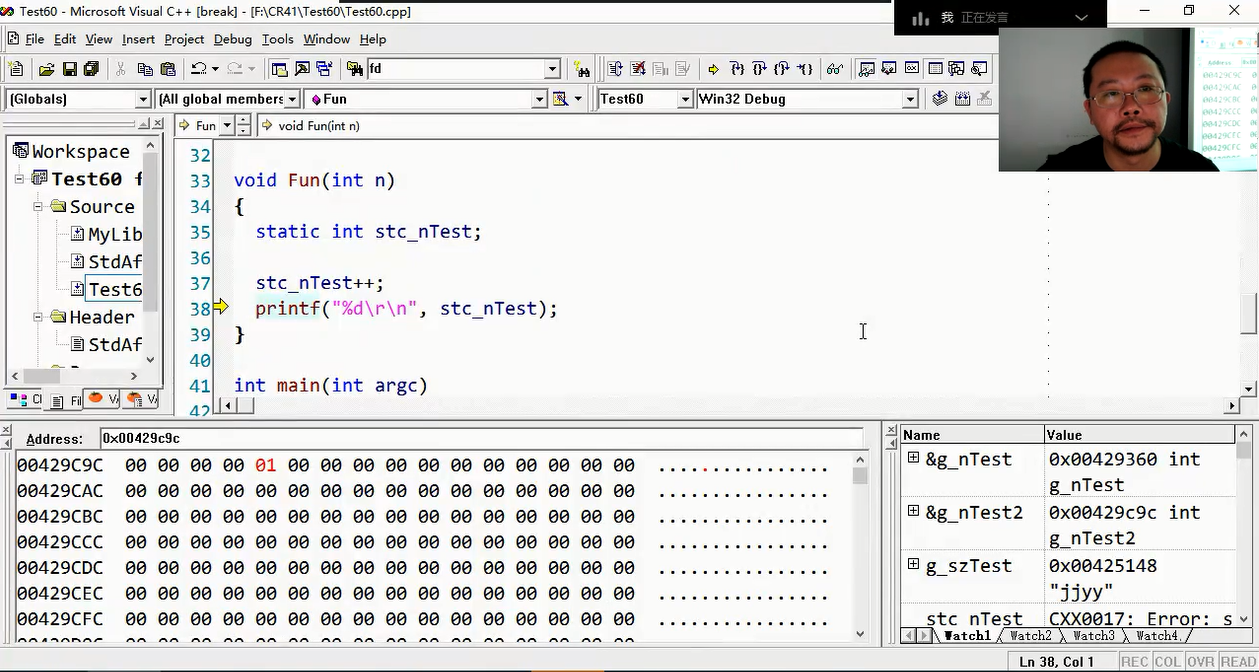 Test60 - Microsoft Visual C++ [break] - [F:\CR41\Test60\Test60.cpp]
我 正在发言
File Edit View Insert Project Debug Tools Window Help
fd
(Globals) (All global members Fun Test60 Win32 Debug
Fun void Fun(int n)
Workspace
Test60 f
Source
MyLib
StdAf
Test6
Header
StdAf
32
33 void Fun(int n)
34 {
35 static int stc_nTest;
36
37 stc_nTest++;
38 printf("%d\r\n", stc_nTest);
39 }
40
41 int main(int argc)
42
Address: 0x00429c9c
00429C9C 00 00 00 00 01 00 00 00 00 00 00 00 00 00 00 00 ................
00429CAC 00 00 00 00 00 00 00 00 00 00 00 00 00 00 00 00 ................
00429CBC 00 00 00 00 00 00 00 00 00 00 00 00 00 00 00 00 ................
00429CCC 00 00 00 00 00 00 00 00 00 00 00 00 00 00 00 00 ................
00429CDC 00 00 00 00 00 00 00 00 00 00 00 00 00 00 00 00 ................
00429CEC 00 00 00 00 00 00 00 00 00 00 00 00 00 00 00 00 ................
00429CFC 00 00 00 00 00 00 00 00 00 00 00 00 00 00 00 00 ................
Name Value
&g_nTest 0x00429360 int
g_nTest
&g_nTest2 0x00429c9c int
g_nTest2
g_szTest 0x00425148
"jjyy"
stc_nTest CXX0017: Error: s
Watch1 Watch2 Watch3 Watch4
Ln 38, Col 1 REC COL OVR READ